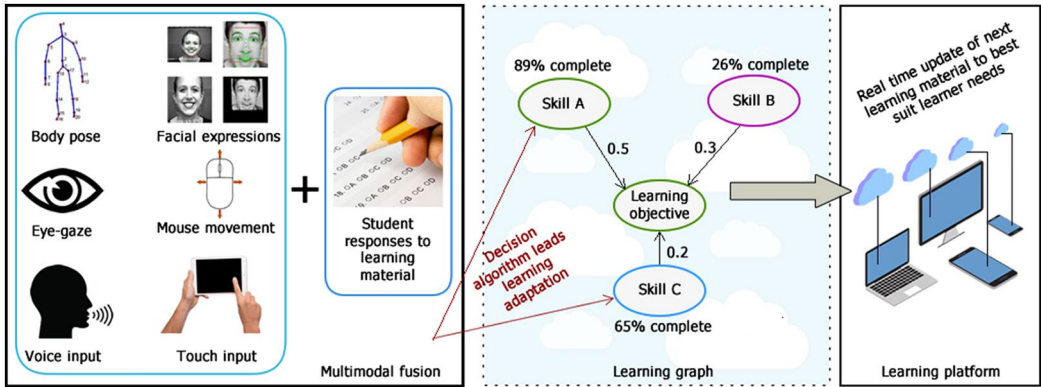 Body pose
Facial expressions
Eye-gaze
Mouse movement
Voice input
Touch input
+
Student
responses to
learning
material
Multimodal fusion
Decision
algorithm leads
learning
adaptation
89% complete
Skill A
26% complete
Skill B
0.5
0.3
Learning
objective
0.2
Skill C
65% complete
Learning graph
Real time update of next
learning material to best
suit learner needs
Learning platform